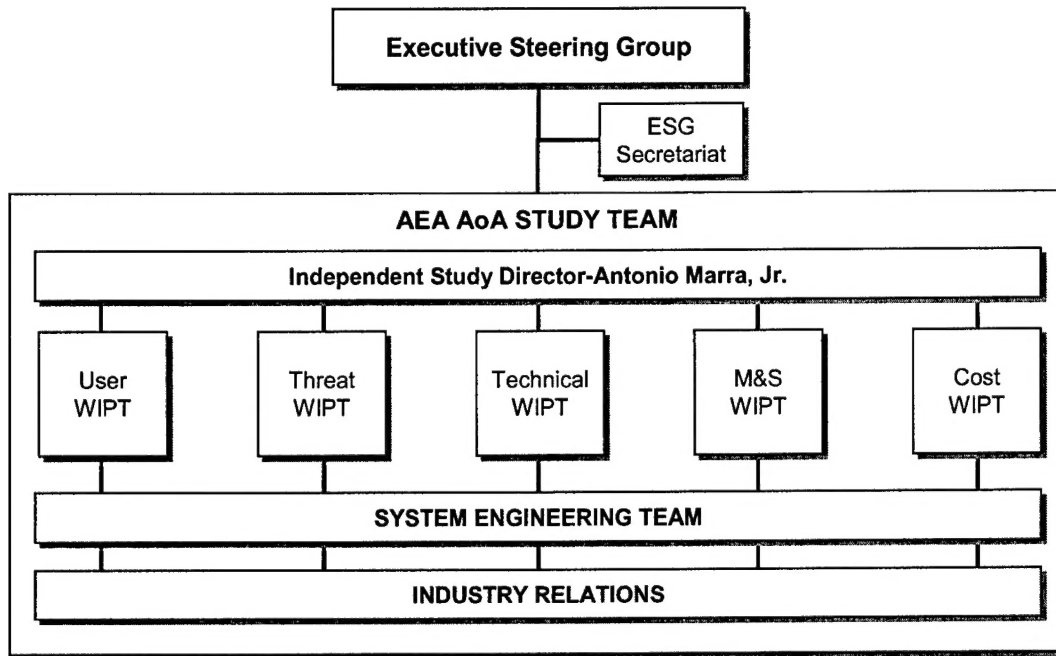 Executive Steering Group
ESG
Secretariat
AEA AoA STUDY TEAM
Independent Study Director-Antonio Marra, Jr.
User
WIPT
Threat
WIPT
Technical
WIPT
M&S
WIPT
Cost
WIPT
SYSTEM ENGINEERING TEAM
INDUSTRY RELATIONS